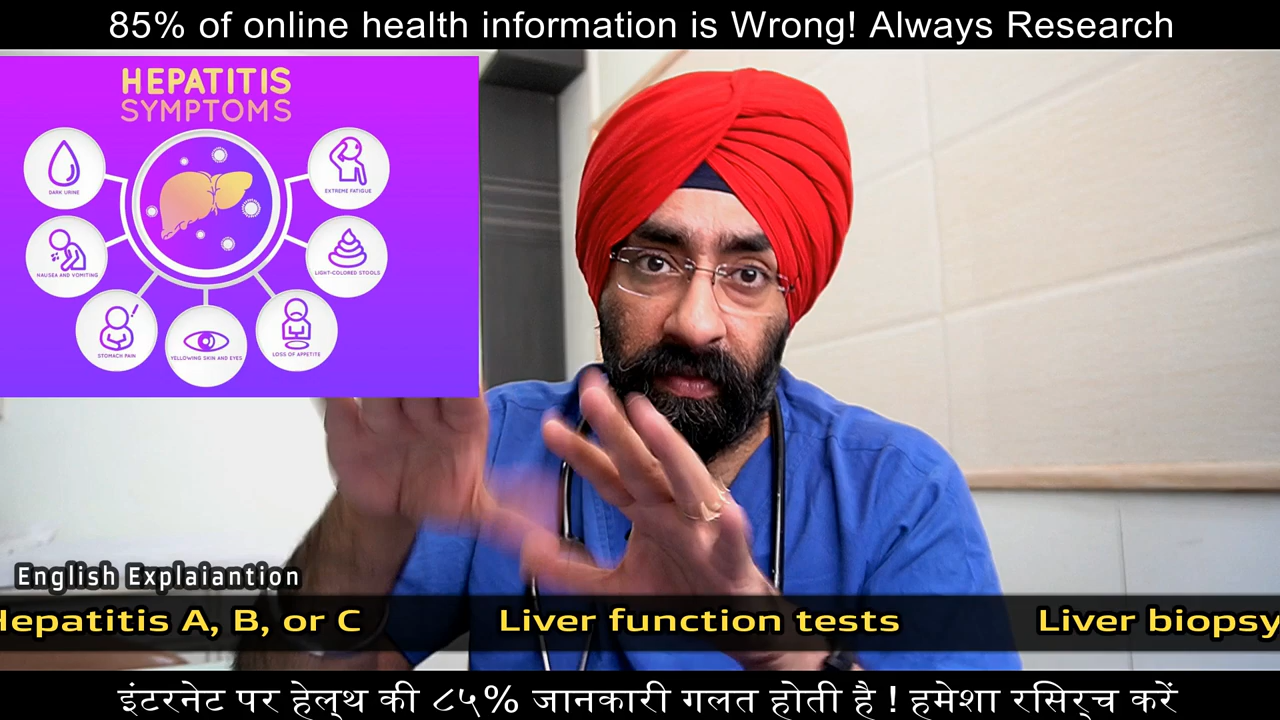 85% of online health information is Wrong! Always Research
HEPATITIS
SYMPTOMS
DARK URINE
EXTREME FATIGUE
NAUSEA AND VOMITING
LIGHT-COLORED STOOLS
STOMACH PAIN
YELLOWING SKIN AND EYES
LOSS OF APPETITE
English Explaiantion
Hepatitis A, B, or C
Liver function tests
Liver biopsy
इंटरनेट पर हेल्‌थ की ८५% जानकारी गलत होती है ! हमेशा रसिर्‌च करें